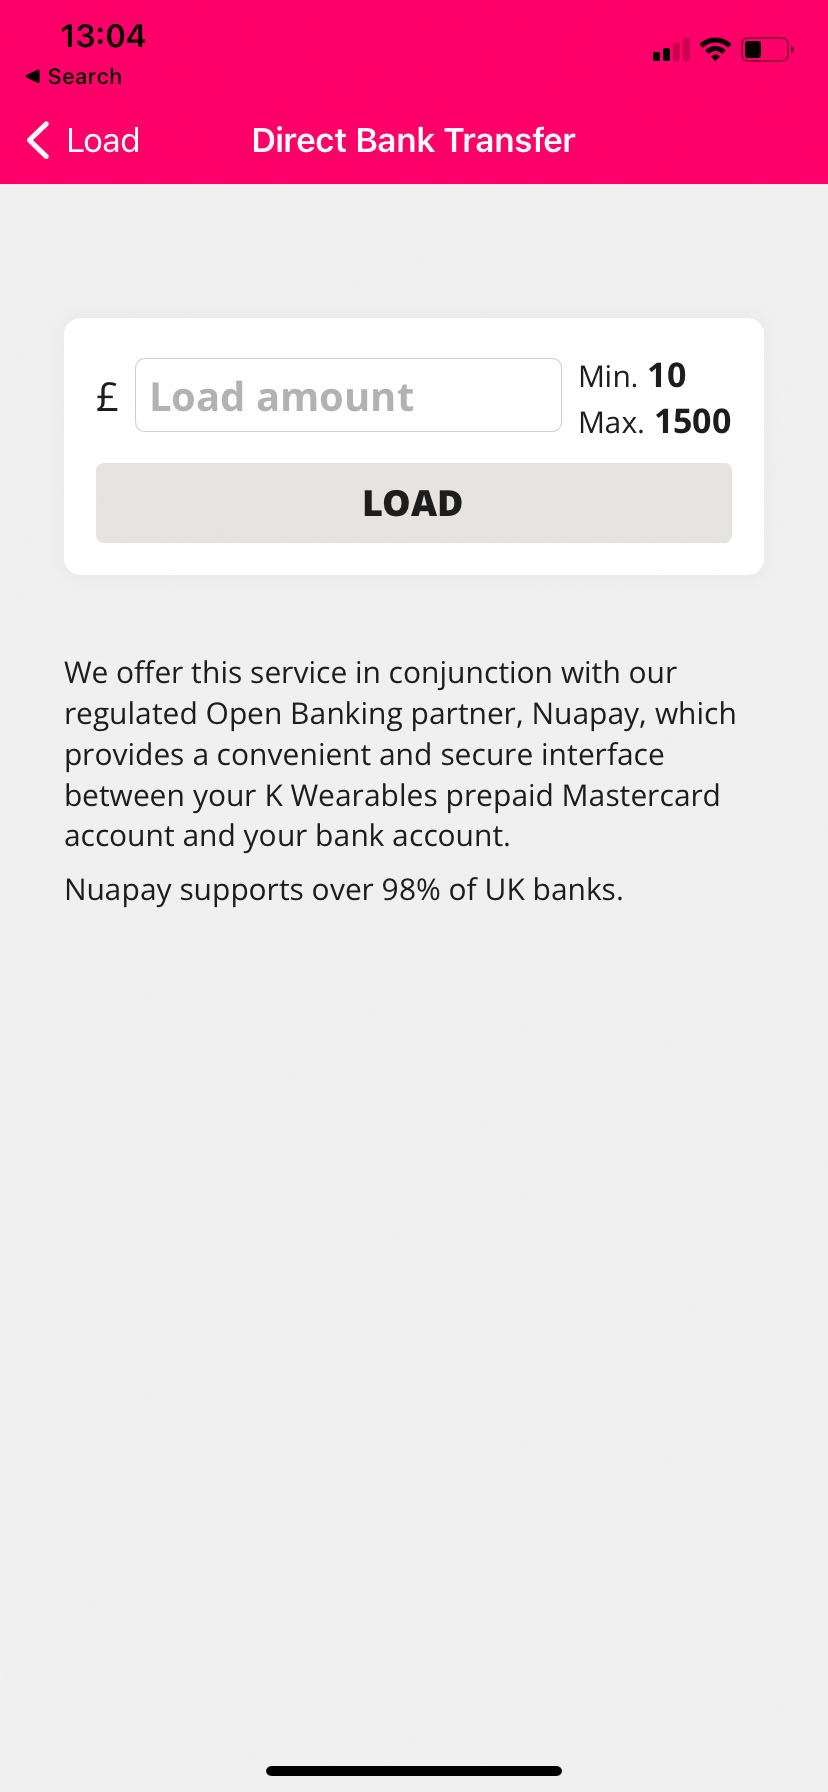 13:04
◀ Search
Load
Direct Bank Transfer
£
Load amount
Min. 10
Max. 1500
LOAD
We offer this service in conjunction with our
regulated Open Banking partner, Nuapay, which
provides a convenient and secure interface
between your K Wearables prepaid Mastercard
account and your bank account.
Nuapay supports over 98% of UK banks.